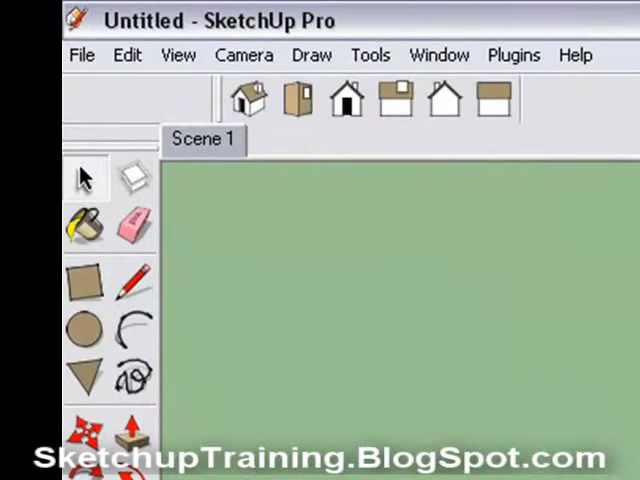 Untitled - SketchUp Pro
File Edit View Camera Draw Tools Window Plugins Help
Scene 1
SketchupTraining.BlogSpot.com